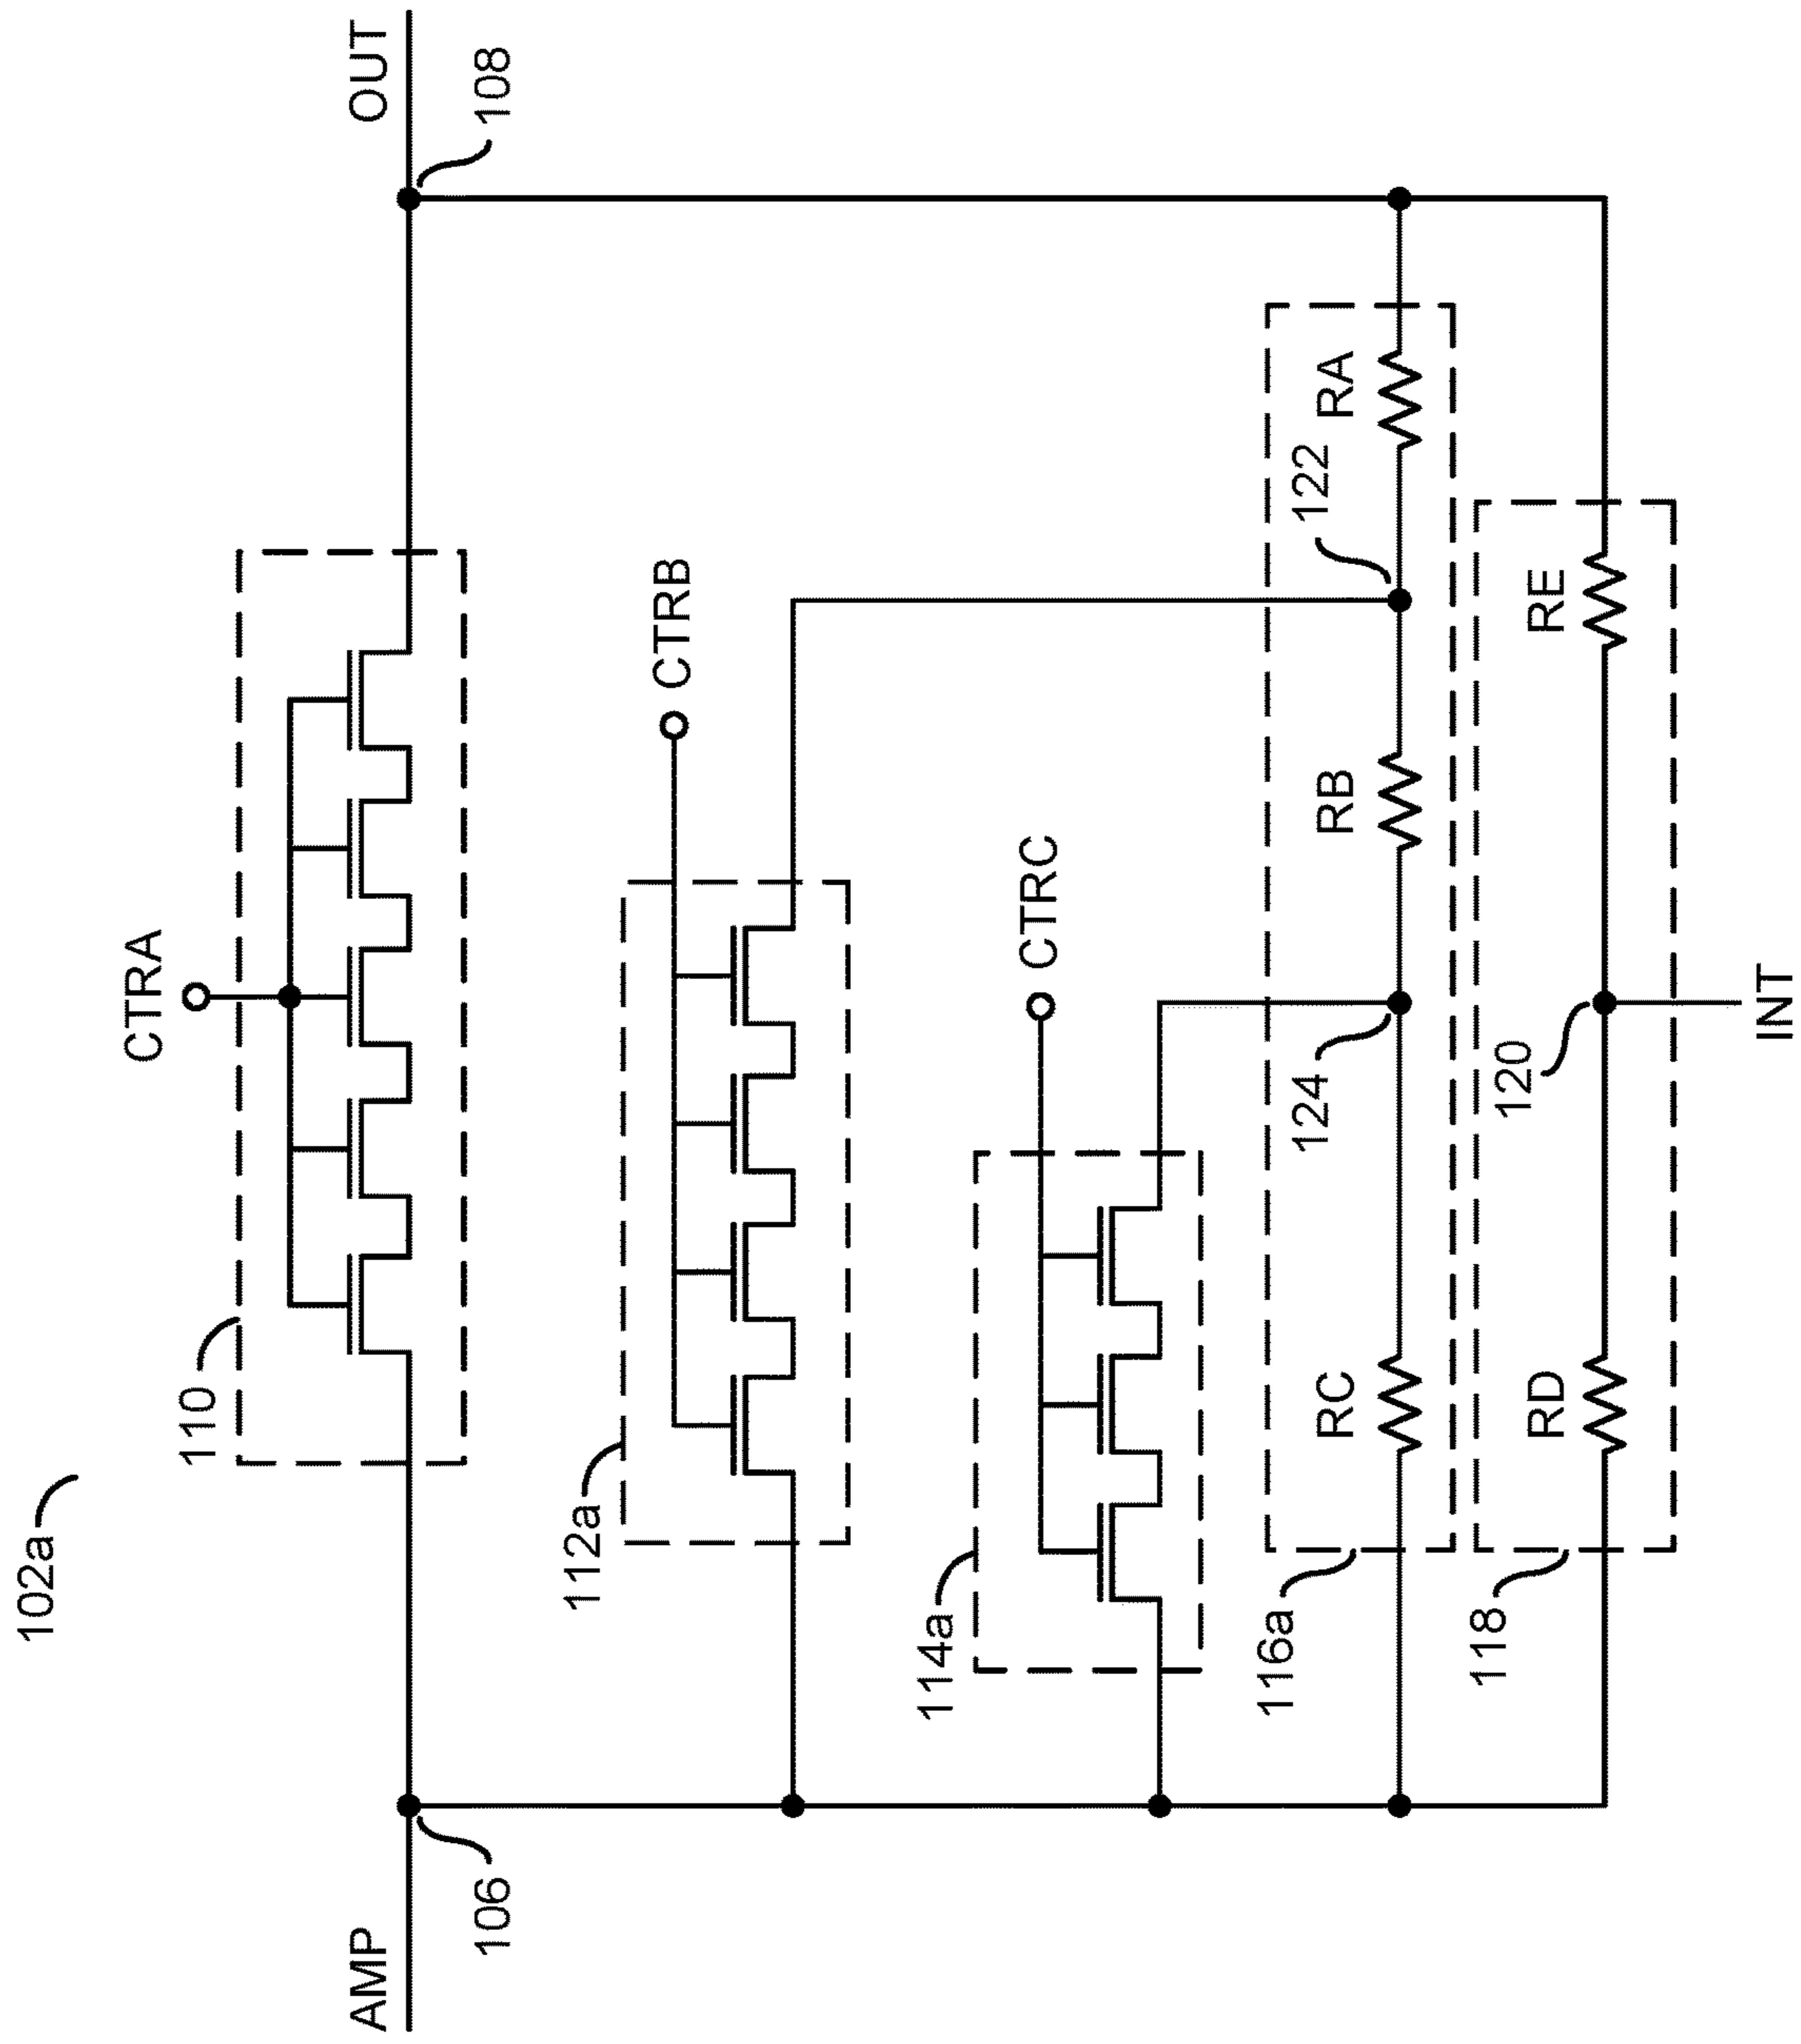 102a
CTRA
110
AMP
OUT
106
108
112a
CTRB
114a
CTRC
116a
RC
124
RB
122
RA
118
RD
120
RE
INT